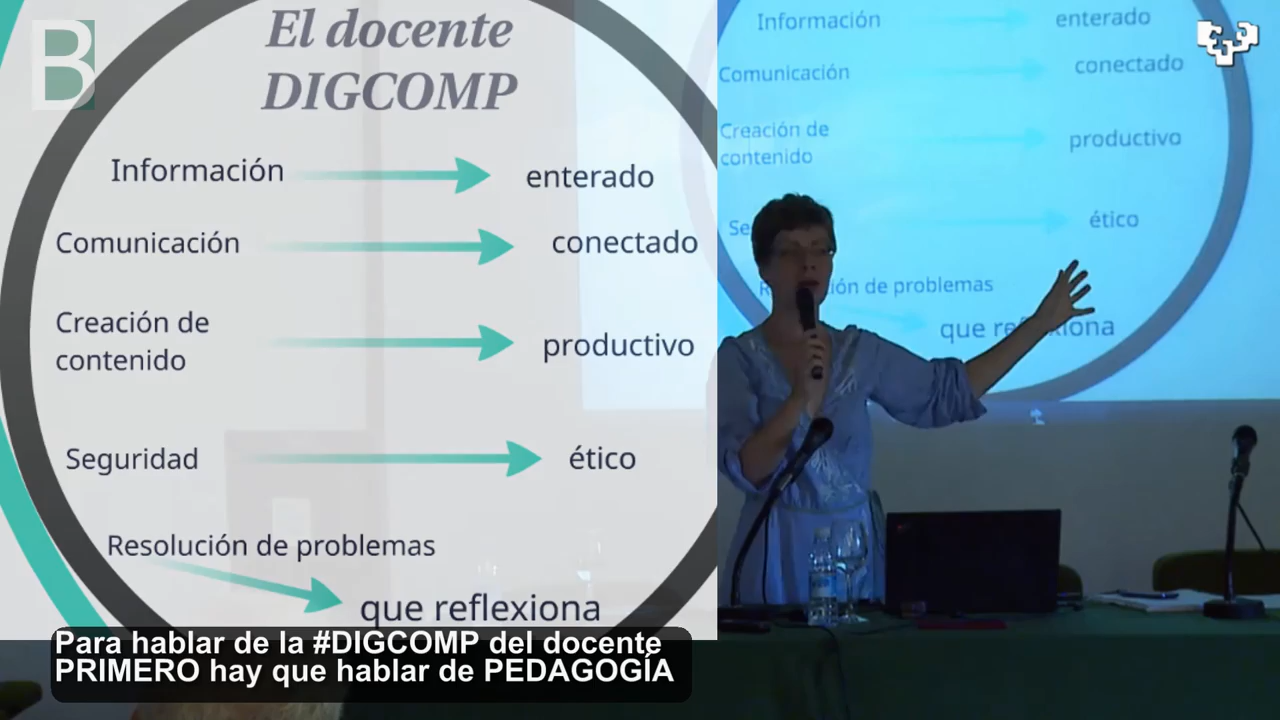 B
El docente
DIGCOMP
Información
enterado
Comunicación
conectado
Creación de
contenido
productivo
Seguridad
ético
Resolución de problemas
que reflexiona
Información
enterado
Comunicación
conectado
Creación de
contenido
productivo
ético
de problemas
que
Para hablar de la #DIGCOMP del docente
PRIMERO hay que hablar de PEDAGOGÍA